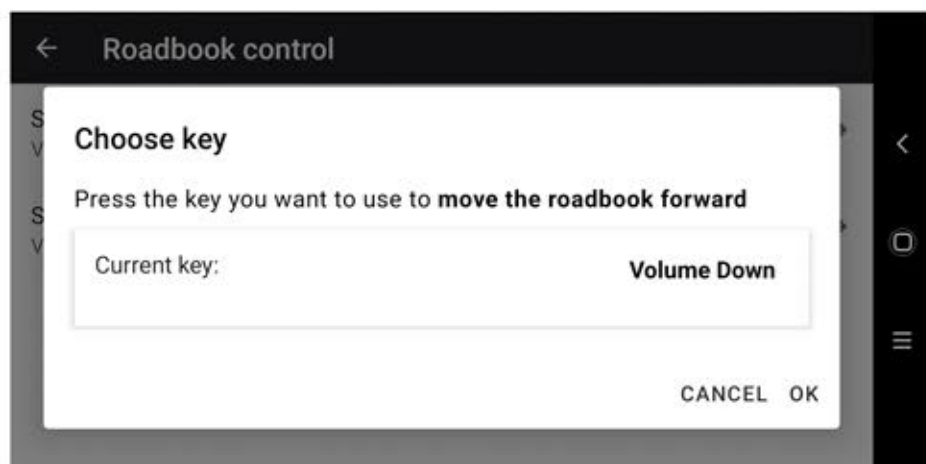 Roadbook control
S
V
Choose key
Press the key you want to use to move the roadbook forward
S
V
Current key:
Volume Down
CANCEL OK